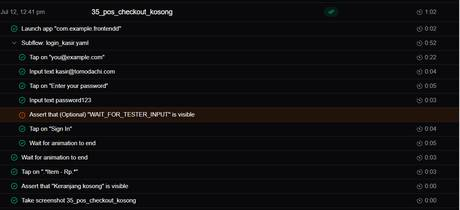 Jul 12, 12:41 pm 35_pos_checkout_kosong 1:02
Launch app "com.example.frontendd" 0:02
Subflow: login_kasir.yaml 0:52
Tap on "you@example.com" 0:22
Input text kasir@tomodachi.com 0:04
Tap on "Enter your password" 0:05
Input text password123 0:03
Assert that (Optional) "WAIT_FOR_TESTER_INPUT" is visible
Tap on "Sign In" 0:04
Wait for animation to end 0:05
Wait for animation to end 0:03
Tap on ".*Item - Rp.*" 0:03
Assert that "Keranjang kosong" is visible 0:00
Take screenshot 35_pos_checkout_kosong 0:00